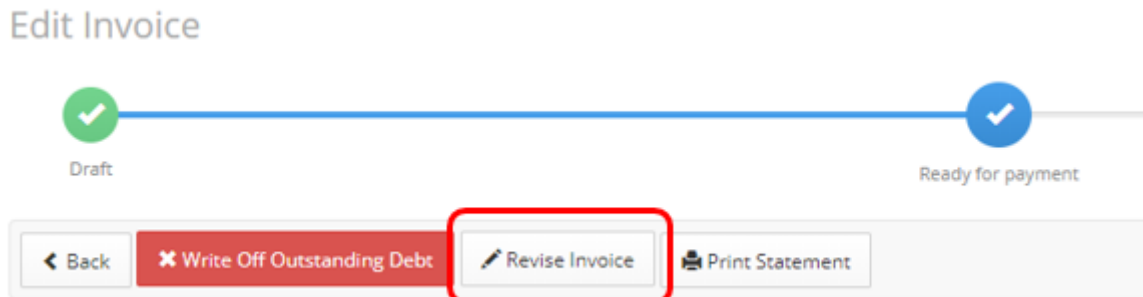 Edit Invoice
Draft
Ready for payment
Back
Write Off Outstanding Debt
Revise Invoice
Print Statement